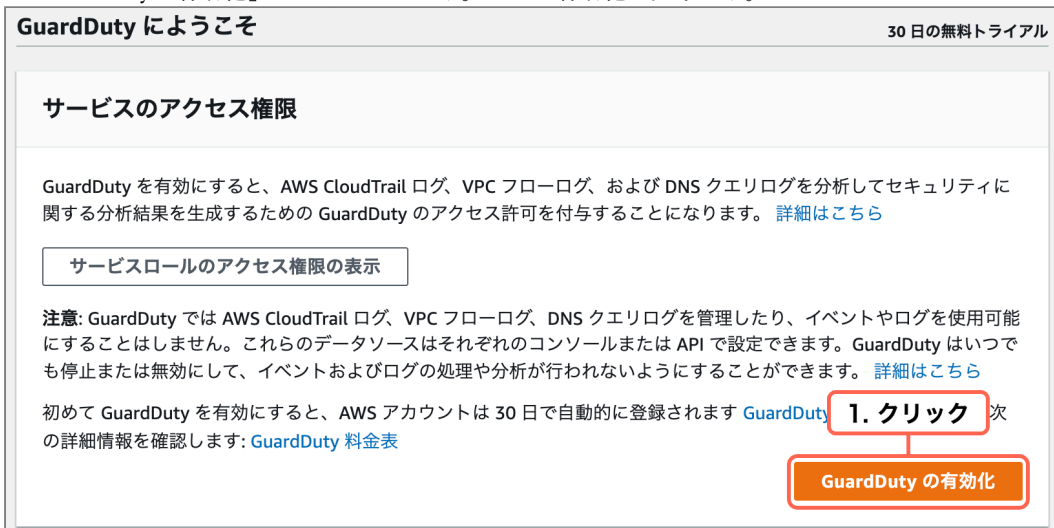 GuardDuty にようこそ
30 日の無料トライアル
サービスのアクセス権限
GuardDuty を有効にすると、AWS CloudTrail ログ、VPC フローログ、および DNS クエリログを分析してセキュリティに
関する分析結果を生成するための GuardDuty のアクセス許可を付与することになります。 詳細はこちら
サービスロールのアクセス権限の表示
注意: GuardDuty では AWS CloudTrail ログ、VPC フローログ、DNS クエリログを管理したり、イベントやログを使用可能
にすることはしません。これらのデータソースはそれぞれのコンソールまたは API で設定できます。GuardDuty はいつで
も停止または無効にして、イベントおよびログの処理や分析が行われないようにすることができます。 詳細はこちら
初めて GuardDuty を有効にすると、AWS アカウントは 30 日で自動的に登録されます GuardDuty 次
1. クリック
の詳細情報を確認します: GuardDuty 料金表
GuardDuty の有効化